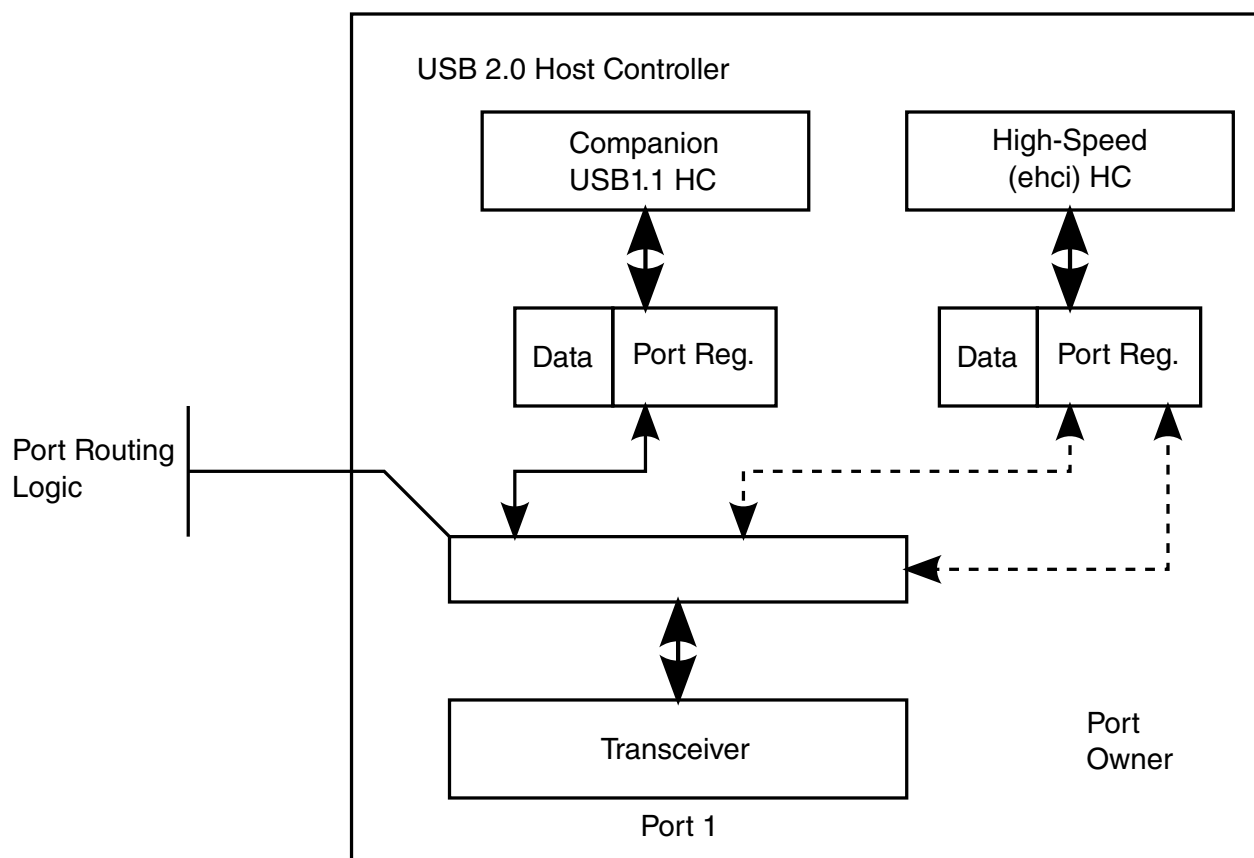 USB 2.0 Host Controller
Companion
USB1.1 HC
High-Speed
(ehci) HC
Data
Port Reg.
Data
Port Reg.
Port Routing
Logic
Transceiver
Port 1
Port
Owner